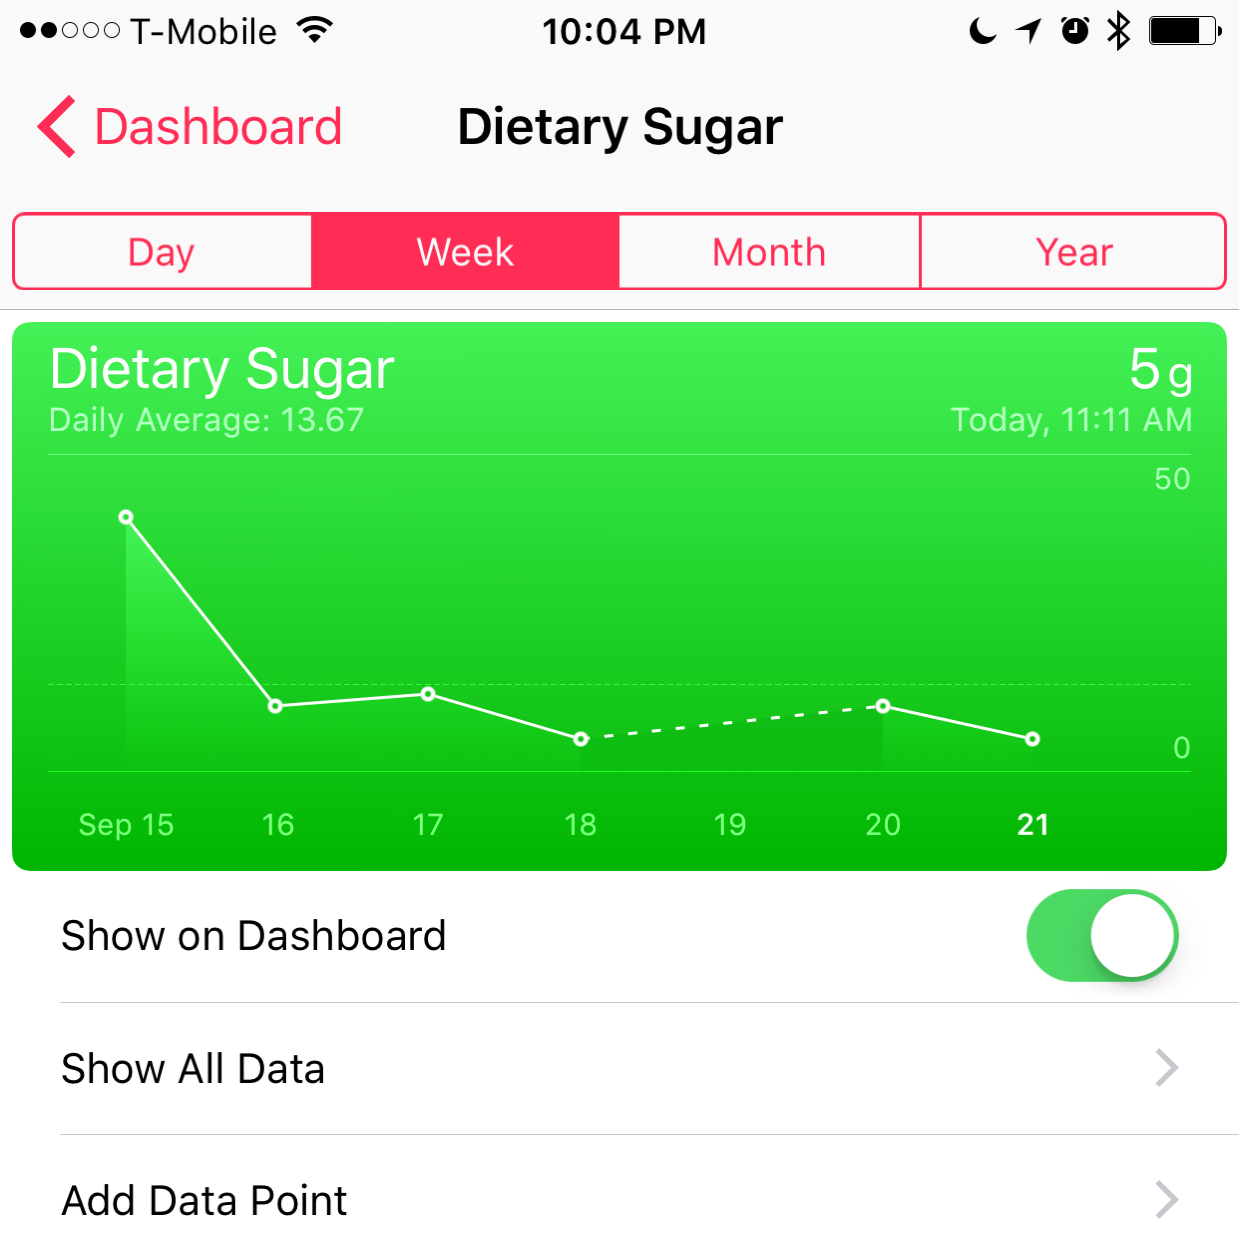 T-Mobile 10:04 PM
Dashboard Dietary Sugar
Day Week Month Year
Dietary Sugar 5 g
Daily Average: 13.67 Today, 11:11 AM
50
0
Sep 15 16 17 18 19 20 21
Show on Dashboard
Show All Data
Add Data Point